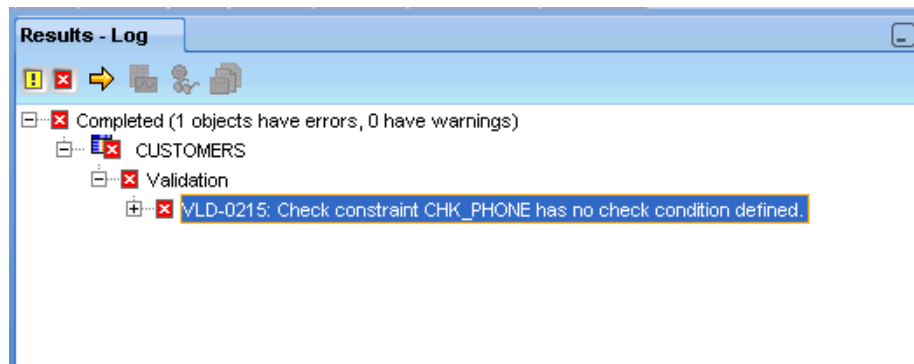 Results - Log
Completed (1 objects have errors, 0 have warnings)
CUSTOMERS
Validation
VLD-0215: Check constraint CHK_PHONE has no check condition defined.